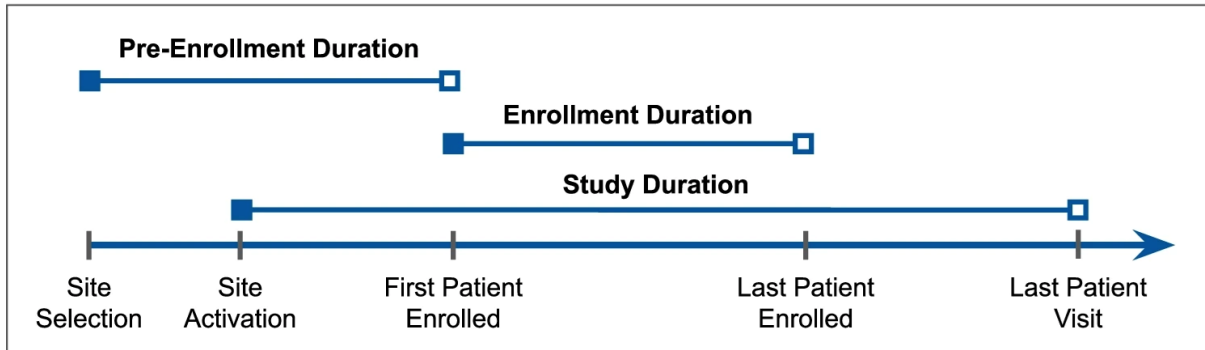 Pre-Enrollment Duration
Enrollment Duration
Study Duration
Site
Selection
Site
Activation
First Patient
Enrolled
Last Patient
Enrolled
Last Patient
Visit